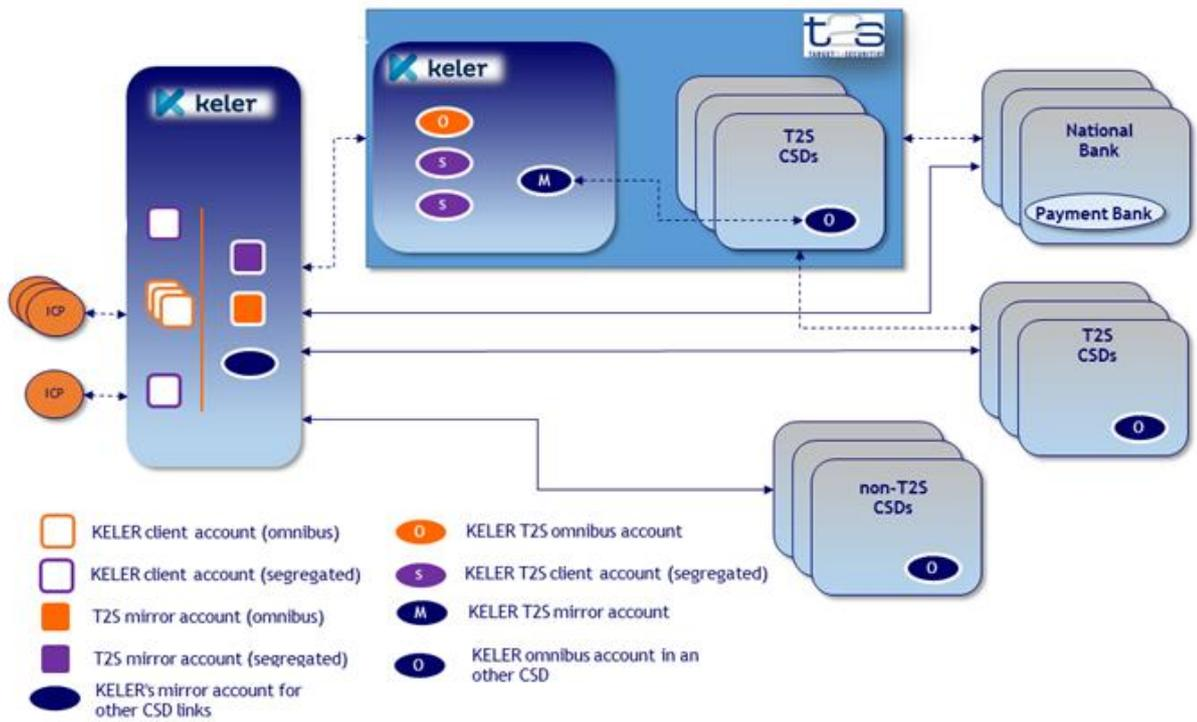 t2s
TARGET2-SECURITIES
keler
keler
O
S
S
M
T2S
CSDs
O
National
Bank
Payment Bank
ICP
ICP
T2S
CSDs
O
non-T2S
CSDs
O
KELER client account (omnibus)
KELER client account (segregated)
T2S mirror account (omnibus)
T2S mirror account (segregated)
KELER's mirror account for
other CSD links
O
KELER T2S omnibus account
S
KELER T2S client account (segregated)
M
KELER T2S mirror account
O
KELER omnibus account in an
other CSD